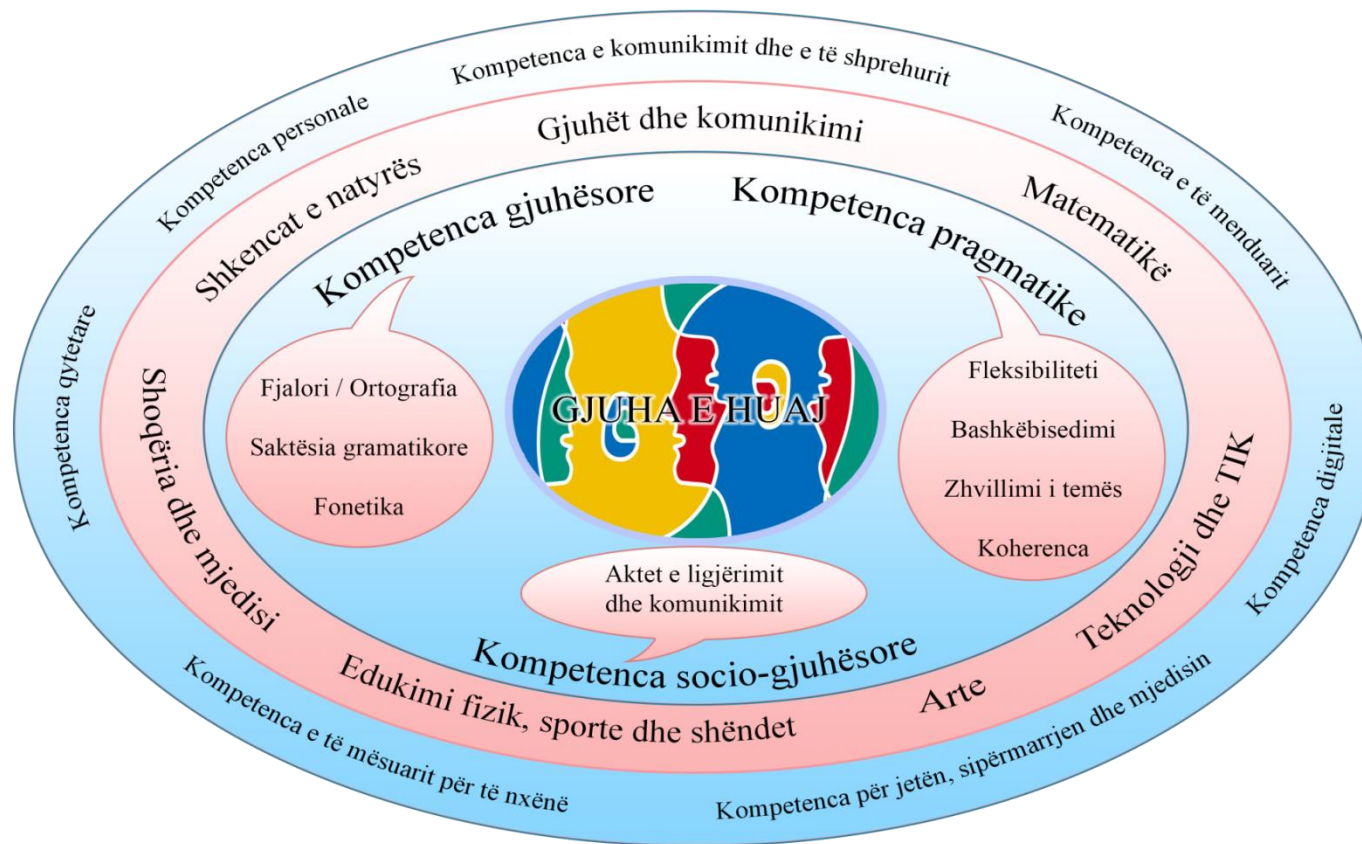 Kompetenca e komunikimit dhe e të shprehurit
Kompetenca personale
Kompetenca e të menduarit
Kompetenca qytetare
Kompetenca digjitale
Kompetenca e të mësuarit për të nxënë
Kompetenca për jetën, sipërmarrjen dhe mjedisin
Gjuhët dhe komunikimi
Shkencat e natyrës
Matematikë
Shoqëria dhe mjedisi
Teknologji dhe TIK
Edukimi fizik, sporte dhe shëndet
Arte
Kompetenca gjuhësore
Kompetenca pragmatike
Fjalori / Ortografia
Saktësia gramatikore
Fonetika
GJUHA E HUAJ
Fleksibiliteti
Bashkëbisedimi
Zhvillimi i temës
Koherenca
Aktet e ligjërimit
dhe komunikimit
Kompetenca socio-gjuhësore